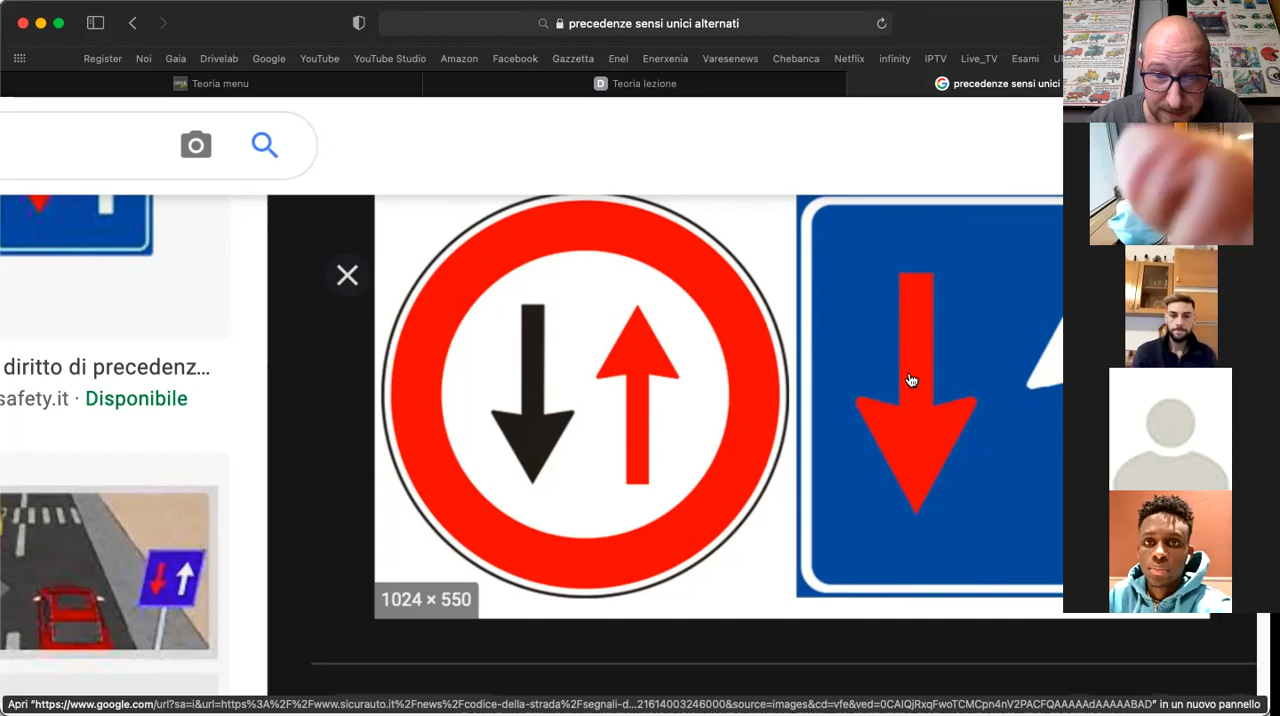 precedenze sensi unici alternati
Register Noi Gaia Drivelab Google YouTube YouTube Studio Amazon Facebook Gazzetta Enel Enerxenia Varesenews Chebanca Netflix infinity IPTV Live_TV Esami
Teoria menu
D Teoria lezione
G precedenze sensi unici
diritto di precedenz...
safety.it · Disponibile
1024 × 550
Apri "https://www.google.com/url?sa=i&url=https%3A%2F%2Fwww.sicurauto.it%2Fnews%2Fcodice-della-strada%2Fsegnali-d...21614003246000&source=images&cd=vfe&ved=0CAIQjRxqFwoTCMCpn4nV2PACFQAAAAAdAAAAABAD" in un nuovo pannello